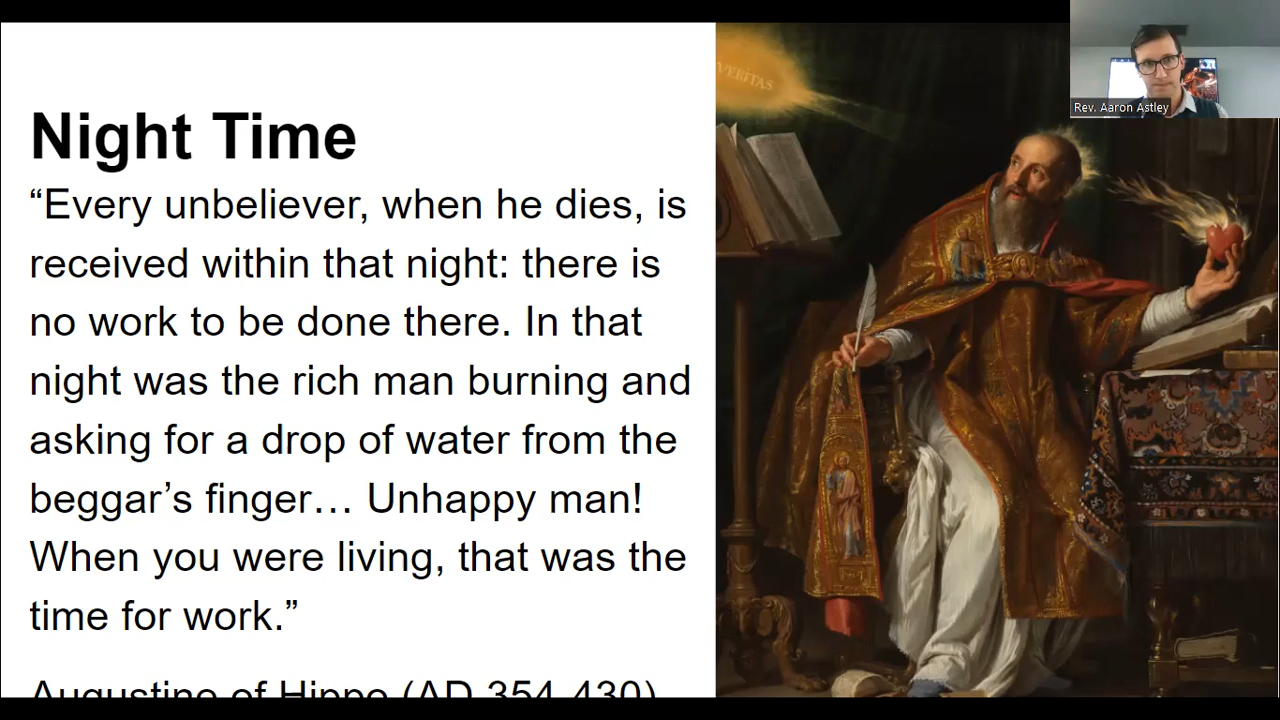 Night Time
“Every unbeliever, when he dies, is
received within that night: there is
no work to be done there. In that
night was the rich man burning and
asking for a drop of water from the
beggar’s finger… Unhappy man!
When you were living, that was the
time for work.”
Augustine of Hippo (AD 354-430)
VERITAS
Rev. Aaron Astley